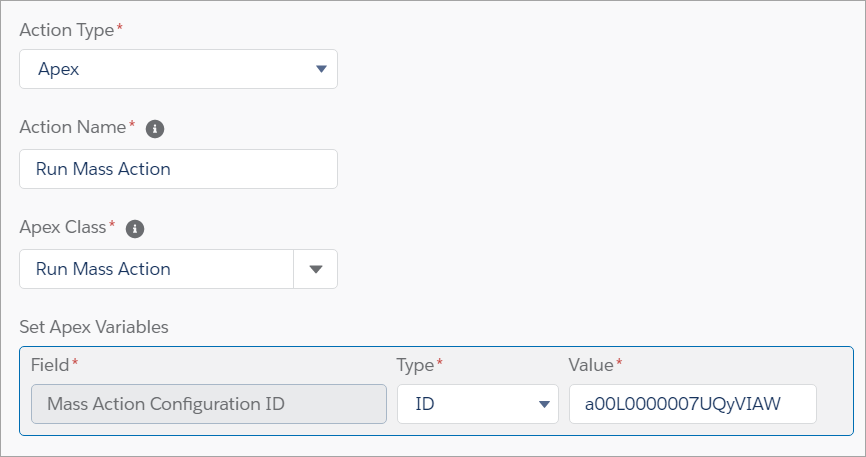 Action Type*
Apex
Action Name*
Run Mass Action
Apex Class*
Run Mass Action
Set Apex Variables
Field* Type* Value*
Mass Action Configuration ID ID a00L0000007UQyVIAW